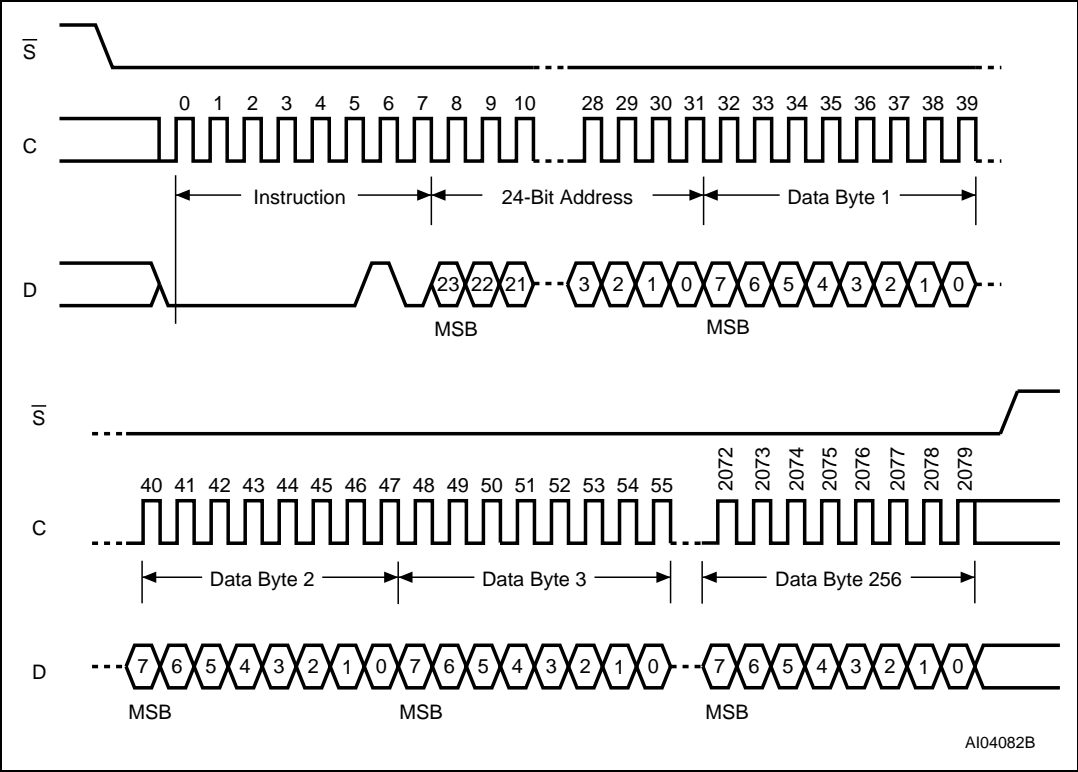 S
0 1 2 3 4 5 6 7 8 9 10 28 29 30 31 32 33 34 35 36 37 38 39
C
Instruction 24-Bit Address Data Byte 1
D
23 22 21 3 2 1 0 7 6 5 4 3 2 1 0
MSB MSB
S
40 41 42 43 44 45 46 47 48 49 50 51 52 53 54 55 2072 2073 2074 2075 2076 2077 2078 2079
C
Data Byte 2 Data Byte 3 Data Byte 256
D
7 6 5 4 3 2 1 0 7 6 5 4 3 2 1 0 7 6 5 4 3 2 1 0
MSB MSB MSB
AI04082B